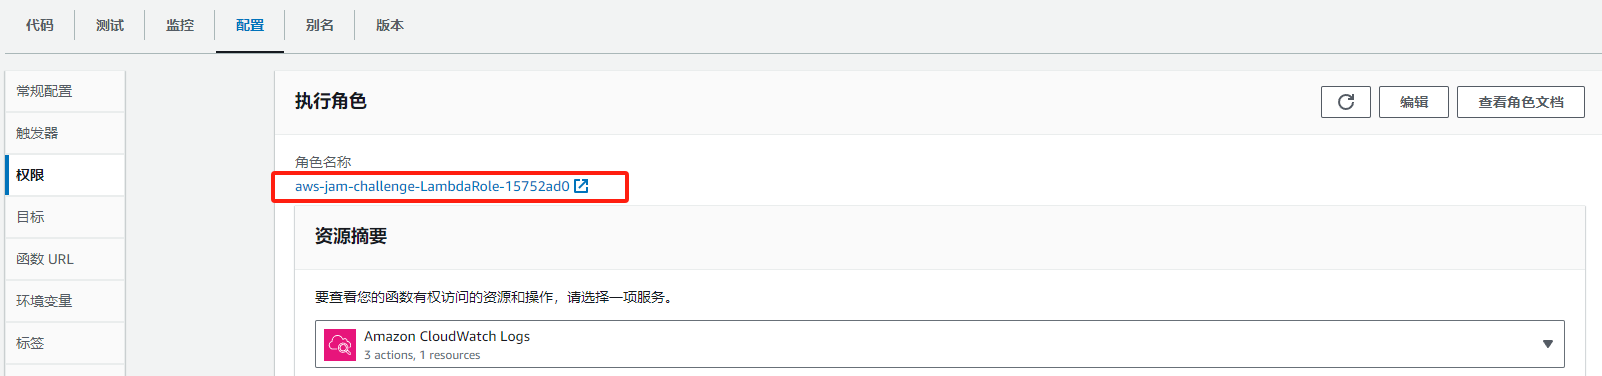 代码 测试 监控 配置 别名 版本
常规配置
触发器
权限
目标
函数 URL
环境变量
标签
执行角色
编辑 查看角色文档
角色名称
aws-jam-challenge-LambdaRole-15752ad0
资源摘要
要查看您的函数有权访问的资源和操作，请选择一项服务。
Amazon CloudWatch Logs
3 actions, 1 resources